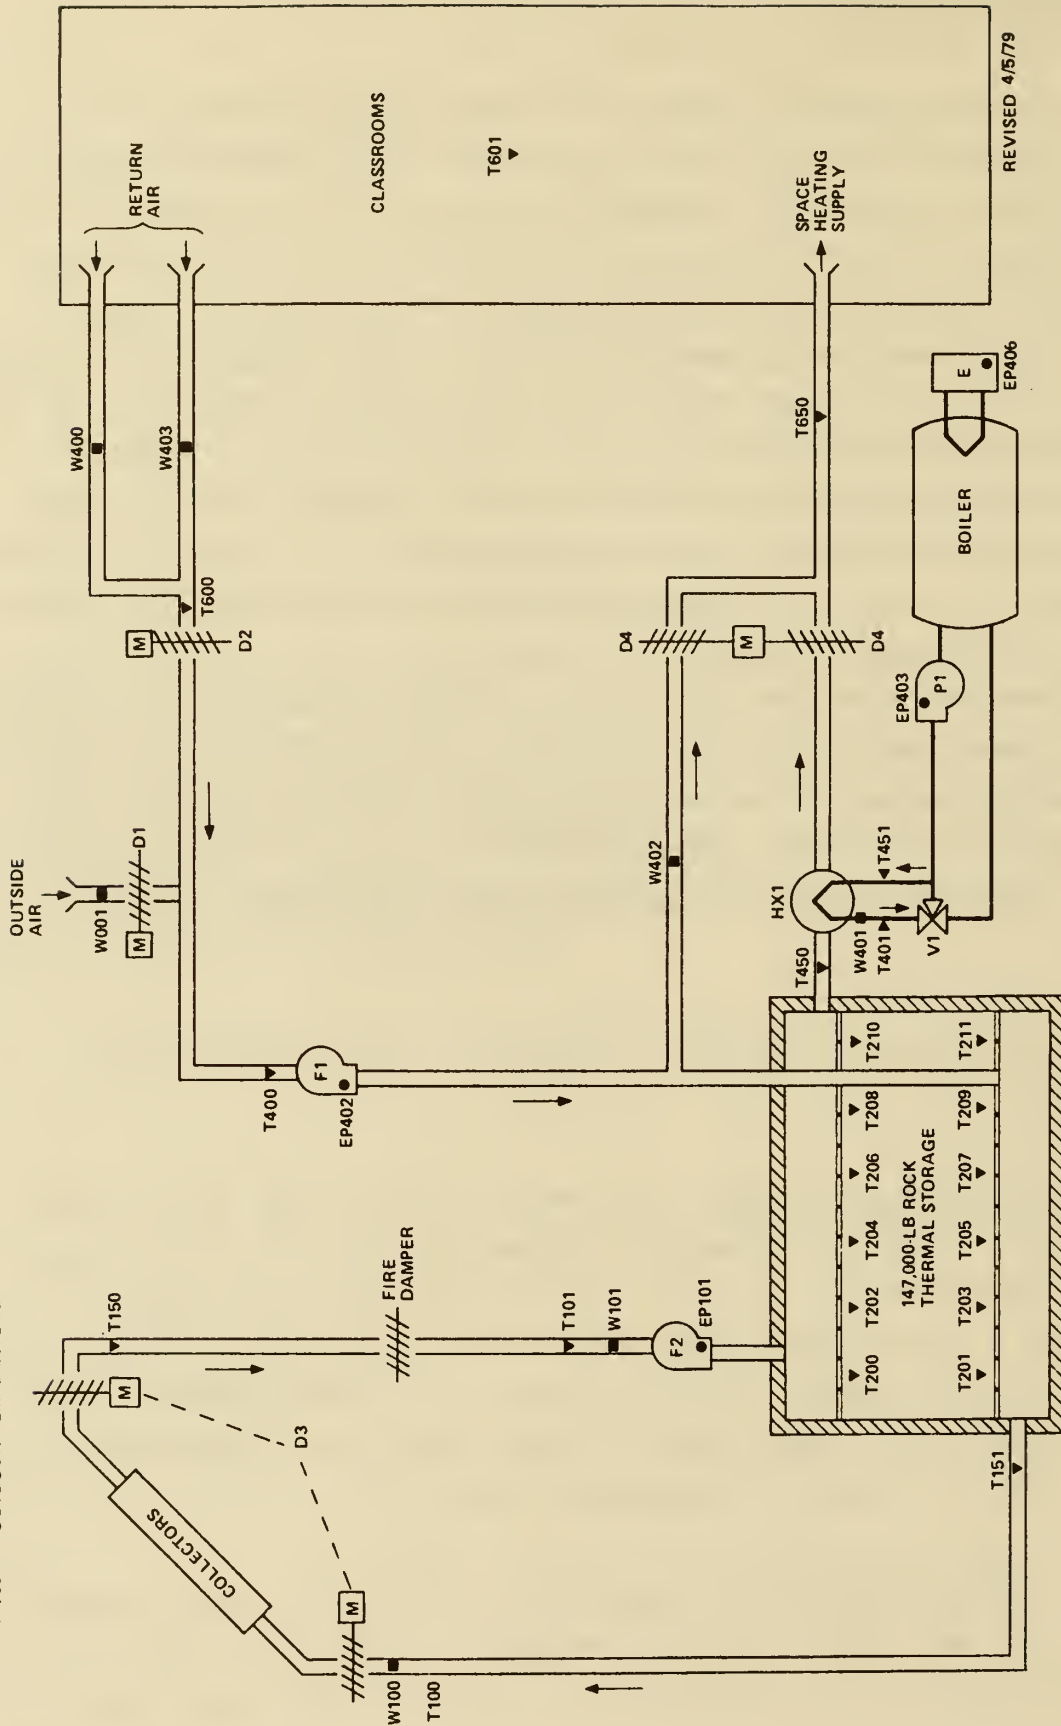 OUTSIDE
AIR
W001
M
D1
COLLECTORS
M
T150
D3
M
W100
T100
FIRE
DAMPER
T101
W101
F2
EP101
T151
T400
F1
EP402
M
D2
T600
W400
W403
RETURN
AIR
CLASSROOMS
T601
W402
D4
M
D4
T650
SPACE
HEATING
SUPPLY
HX1
T450
W401
T401
T451
V1
EP403
P1
BOILER
E
EP406
T200
T202
T204
T206
T208
T210
147,000-LB ROCK
THERMAL STORAGE
T201
T203
T205
T207
T209
T211
REVISED 4/5/79